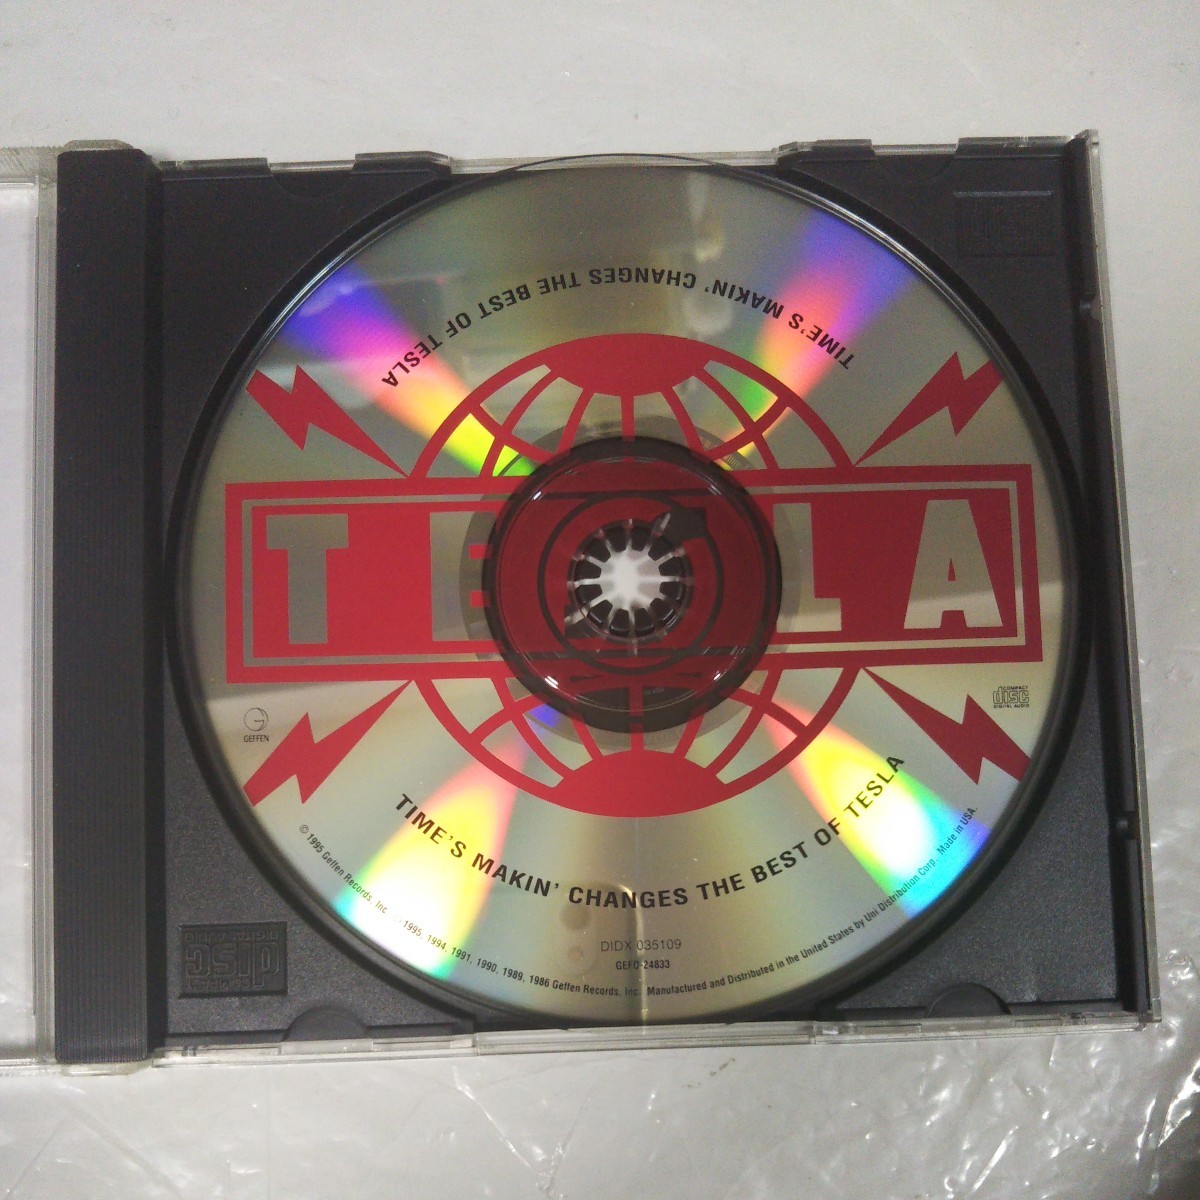 TIME'S MAKIN' CHANGES THE BEST OF TESLA
TESLA
GEFFEN
COMPACT
DISC
DIGITAL AUDIO
TIME'S MAKIN' CHANGES THE BEST OF TESLA
DIDX 035109
GEFD-24833
© 1995 Geffen Records, Inc. 1995, 1994, 1991, 1990, 1989, 1986 Geffen Records, Inc. Manufactured and Distributed in the United States by Uni Distribution Corp. Made in USA.
DISC